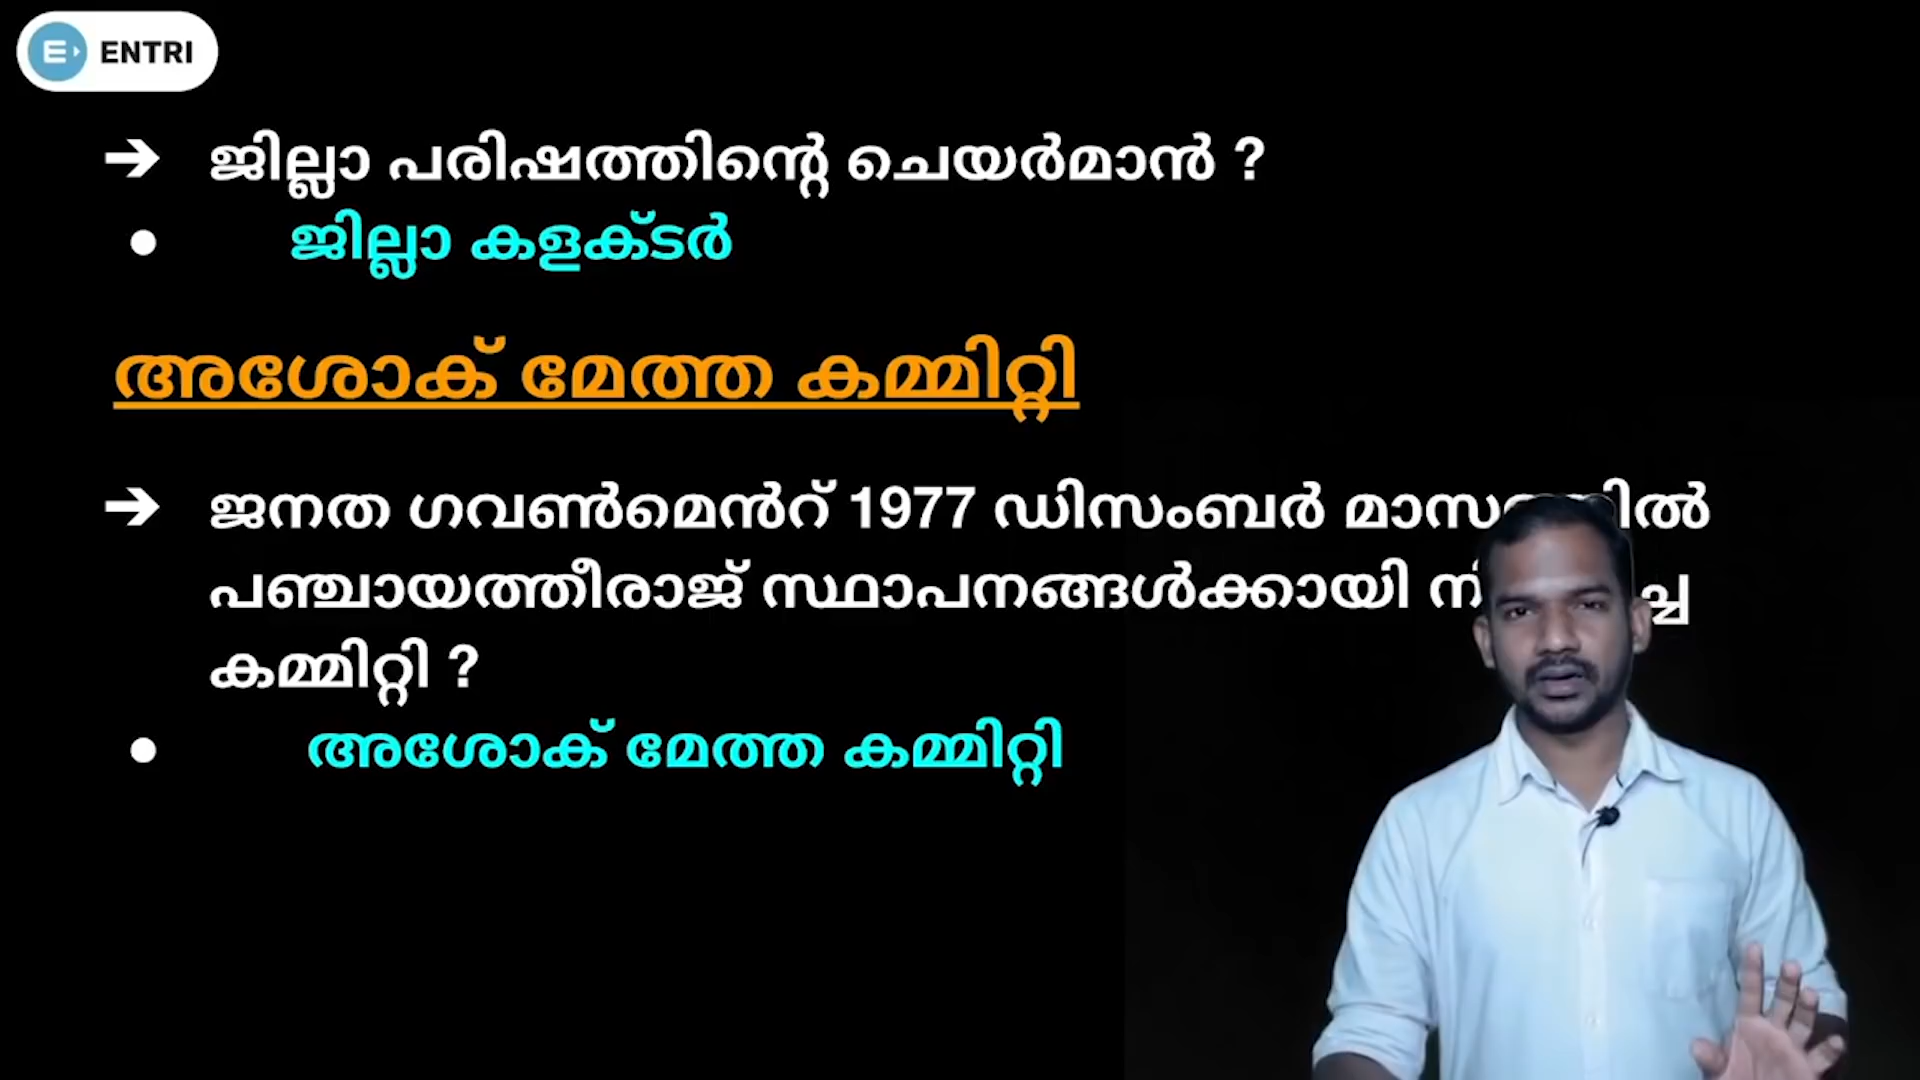 ENTRI
➔ ജില്ലാ പരിഷത്തിന്റെ ചെയർമാൻ ?
● ജില്ലാ കളക്ടർ
അശോക് മേത്ത കമ്മിറ്റി
➔ ജനത ഗവൺമെൻറ് 1977 ഡിസംബർ
പഞ്ചായത്തീരാജ് സ്ഥാപനങ്ങൾക്കായി
കമ്മിറ്റി ?
● അശോക് മേത്ത കമ്മിറ്റി